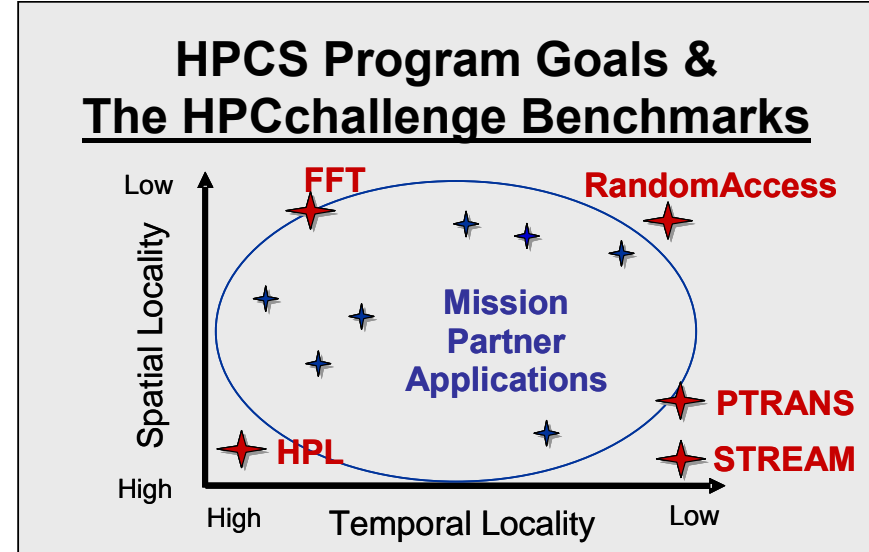 HPCS Program Goals &
The HPCchallenge Benchmarks
Low
FFT
RandomAccess
Spatial Locality
Mission
Partner
Applications
PTRANS
HPL
STREAM
High
High
Temporal Locality
Low